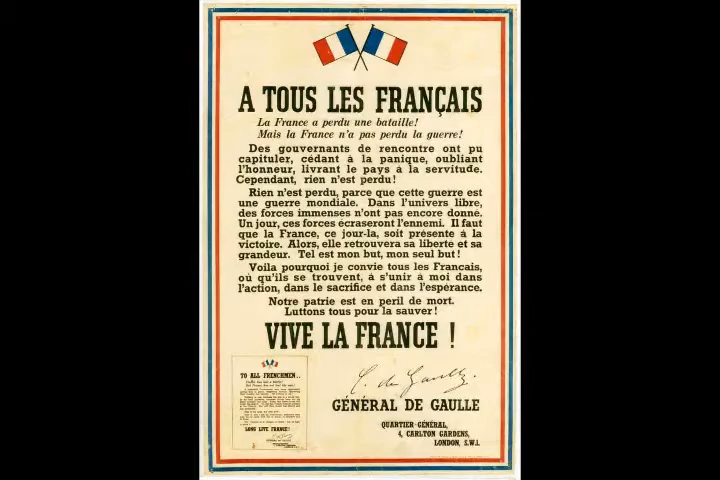 A TOUS LES FRANÇAIS
La France a perdu une bataille!
Mais la France n'a pas perdu la guerre!
Des gouvernants de rencontre ont pu
capituler, cédant à la panique, oubliant
l'honneur, livrant le pays à la servitude.
Cependant, rien n'est perdu!
Rien n'est perdu, parce que cette guerre est
une guerre mondiale. Dans l'univers libre,
des forces immenses n'ont pas encore donné.
Un jour, ces forces écraseront l'ennemi. Il faut
que la France, ce jour-la, soit présente à la
victoire. Alors, elle retrouvera sa liberté et sa
grandeur. Tel est mon but, mon seul but!
Voila pourquoi je convie tous les Francais,
où qu'ils se trouvent, à s'unir à moi dans
l'action, dans le sacrifice et dans l'espérance.
Notre patrie est en peril de mort.
Luttons tous pour la sauver!
VIVE LA FRANCE !
C. de Gaulle.
GÉNÉRAL DE GAULLE
QUARTIER-GÉNÉRAL,
4, CARLTON GARDENS,
LONDON, S.W.1.
TO ALL FRENCHMEN..
LONG LIVE FRANCE!